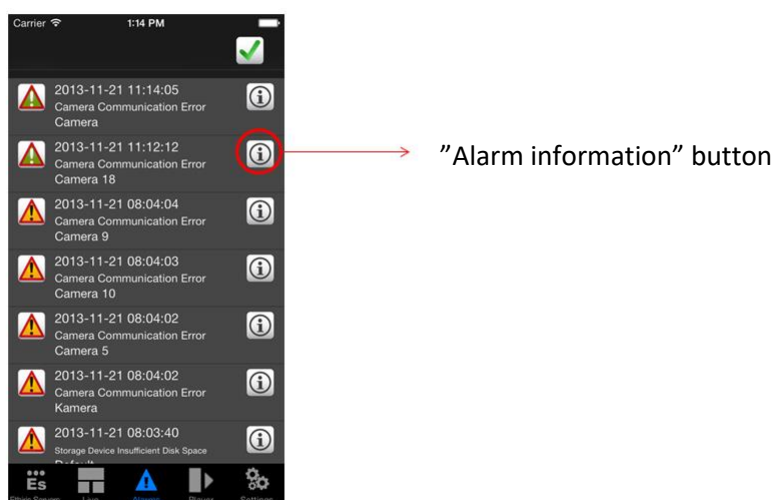 Carrier 1:14 PM
2013-11-21 11:14:05
Camera Communication Error
Camera
2013-11-21 11:12:12
Camera Communication Error
Camera 18
”Alarm information” button
2013-11-21 08:04:04
Camera Communication Error
Camera 9
2013-11-21 08:04:03
Camera Communication Error
Camera 10
2013-11-21 08:04:02
Camera Communication Error
Camera 5
2013-11-21 08:04:02
Camera Communication Error
Kamera
2013-11-21 08:03:40
Storage Device Insufficient Disk Space
Default
Es
Live Alarms Player Settings